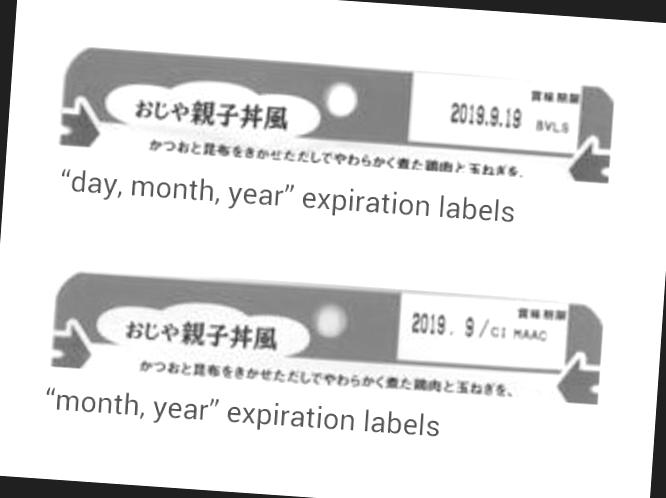 賞味期限
2019.9.19 BVLS
おじや親子丼風
かつおと昆布をきかせただしでやわらかく煮た鶏肉と玉ねぎを、
“day, month, year” expiration labels
賞味期限
2019. 9/CI MAAC
おじや親子丼風
かつおと昆布をきかせただしでやわらかく煮た鶏肉と玉ねぎを、
“month, year” expiration labels